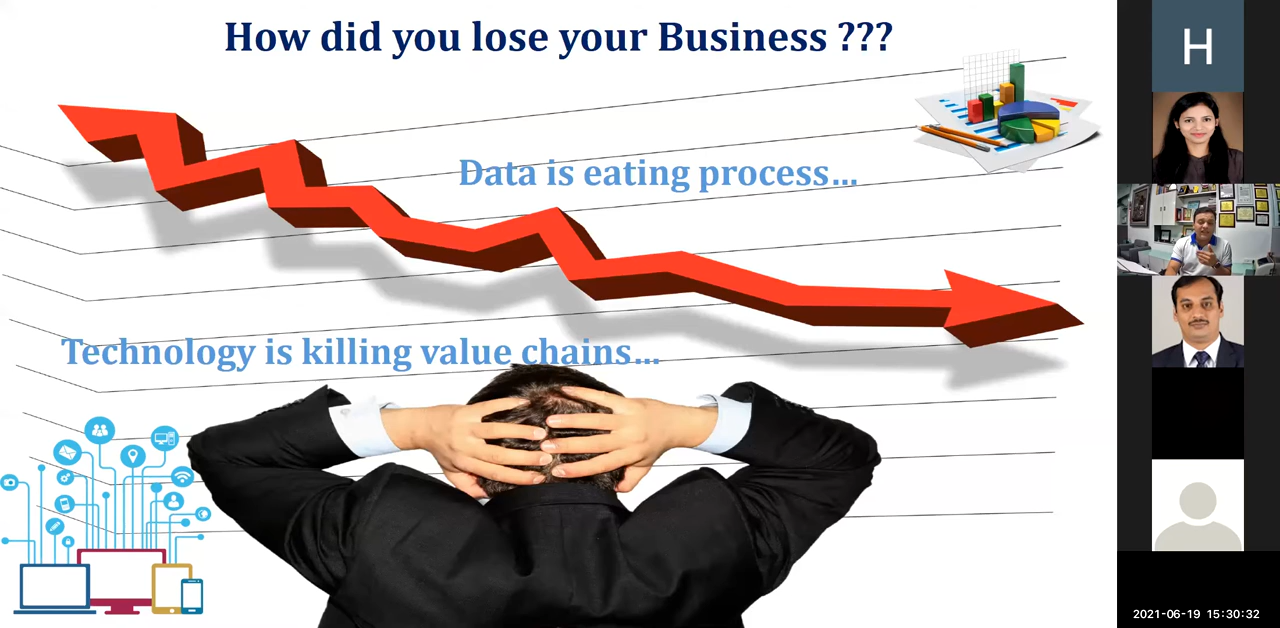 How did you lose your Business ???
H
Data is eating process...
Technology is killing value chains...
2021-06-19 15:30:32